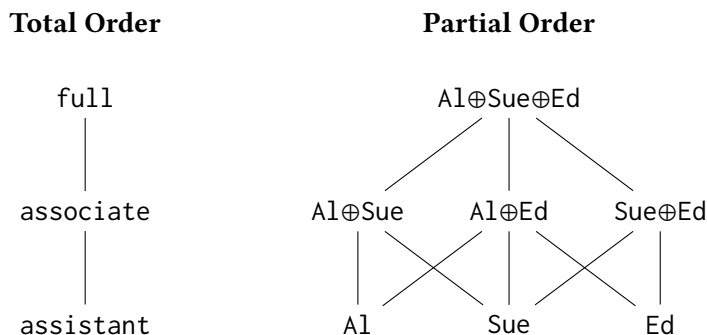 Total Order Partial Order
full Al⊕Sue⊕Ed
associate Al⊕Sue Al⊕Ed Sue⊕Ed
assistant Al Sue Ed